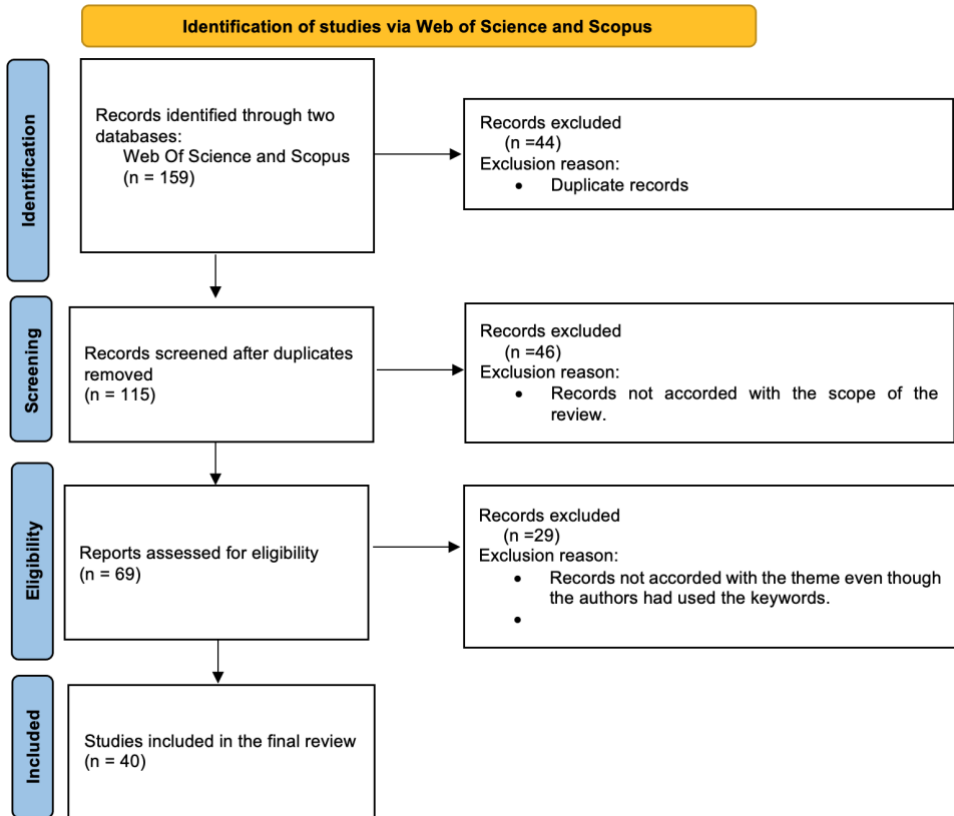 Identification of studies via Web of Science and Scopus
Identification
Records identified through two
databases:
Web Of Science and Scopus
(n = 159)
Records excluded
(n =44)
Exclusion reason:
• Duplicate records
Screening
Records screened after duplicates
removed
(n = 115)
Records excluded
(n =46)
Exclusion reason:
• Records not accorded with the scope of the
review.
Eligibility
Reports assessed for eligibility
(n = 69)
Records excluded
(n =29)
Exclusion reason:
• Records not accorded with the theme even though
the authors had used the keywords.
•
Included
Studies included in the final review
(n = 40)